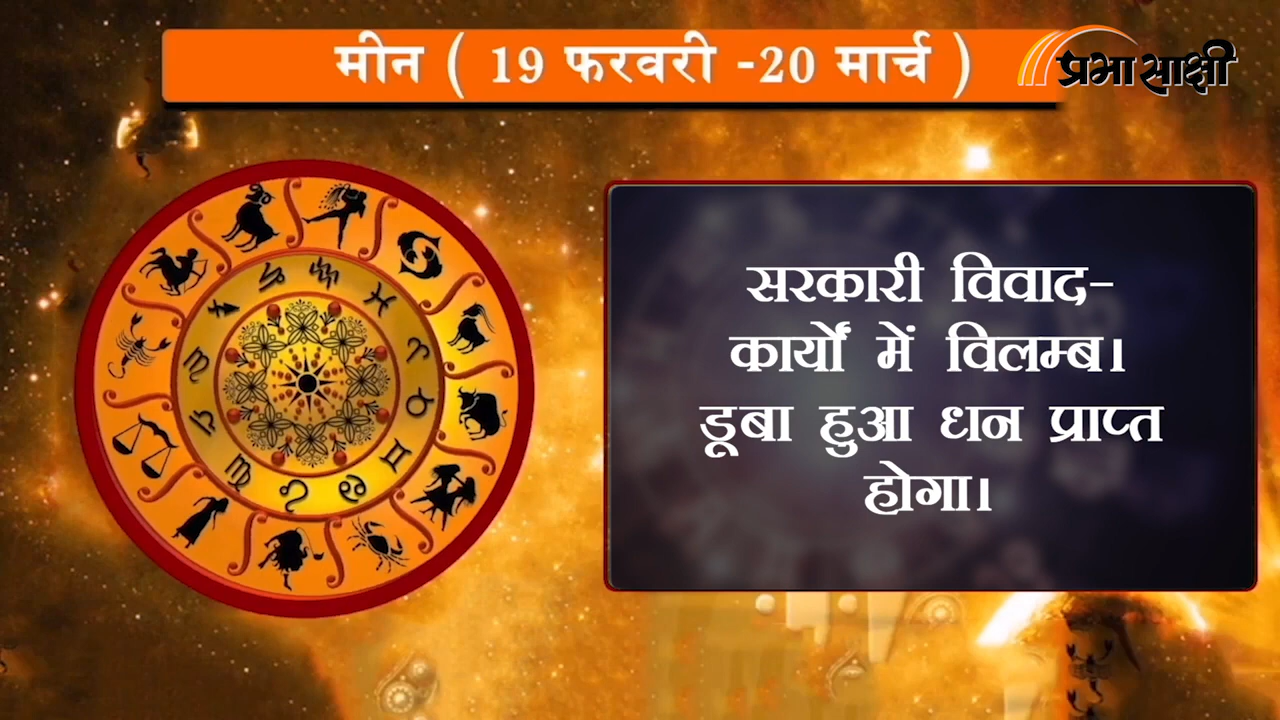 मीन ( 19 फरवरी -20 मार्च )
प्रभासाक्षी
सरकारी विवाद-
कार्यों में विलम्ब।
डूबा हुआ धन प्राप्त
होगा।